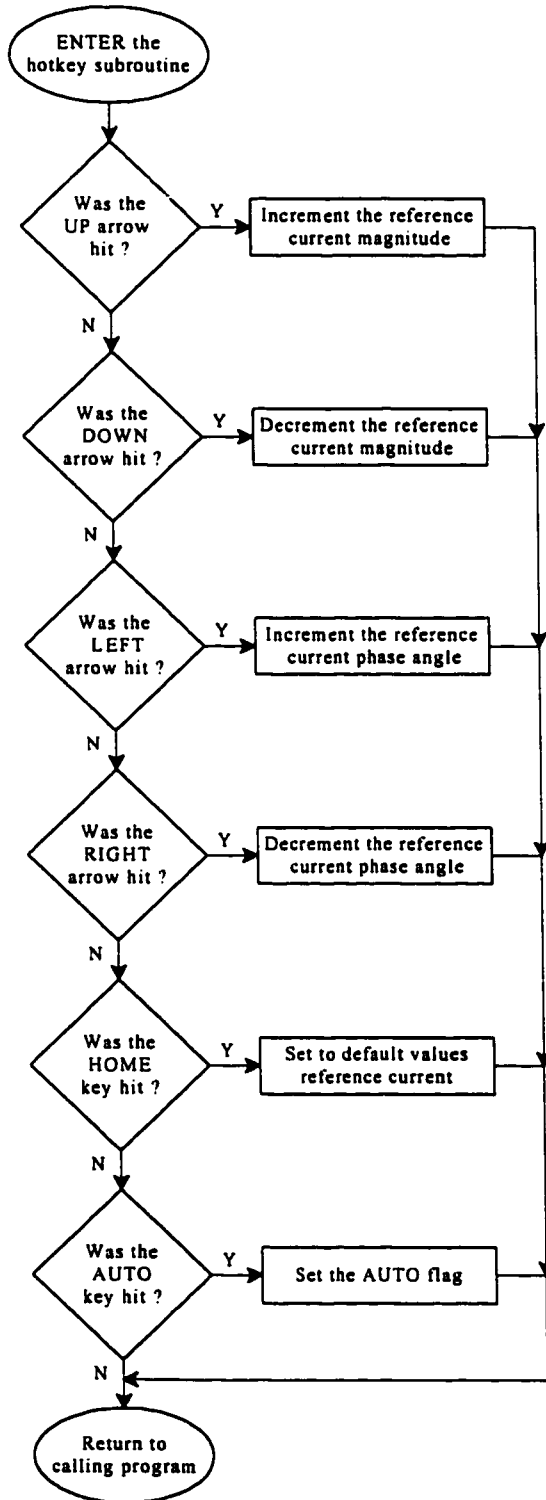 ENTER the
hotkey subroutine
Was the
UP arrow
hit ?
Y
Increment the reference
current magnitude
N
Was the
DOWN
arrow hit ?
Y
Decrement the reference
current magnitude
N
Was the
LEFT
arrow hit ?
Y
Increment the reference
current phase angle
N
Was the
RIGHT
arrow hit ?
Y
Decrement the reference
current phase angle
N
Was the
HOME
key hit ?
Y
Set to default values
reference current
N
Was the
AUTO
key hit ?
Y
Set the AUTO flag
N
Return to
calling program